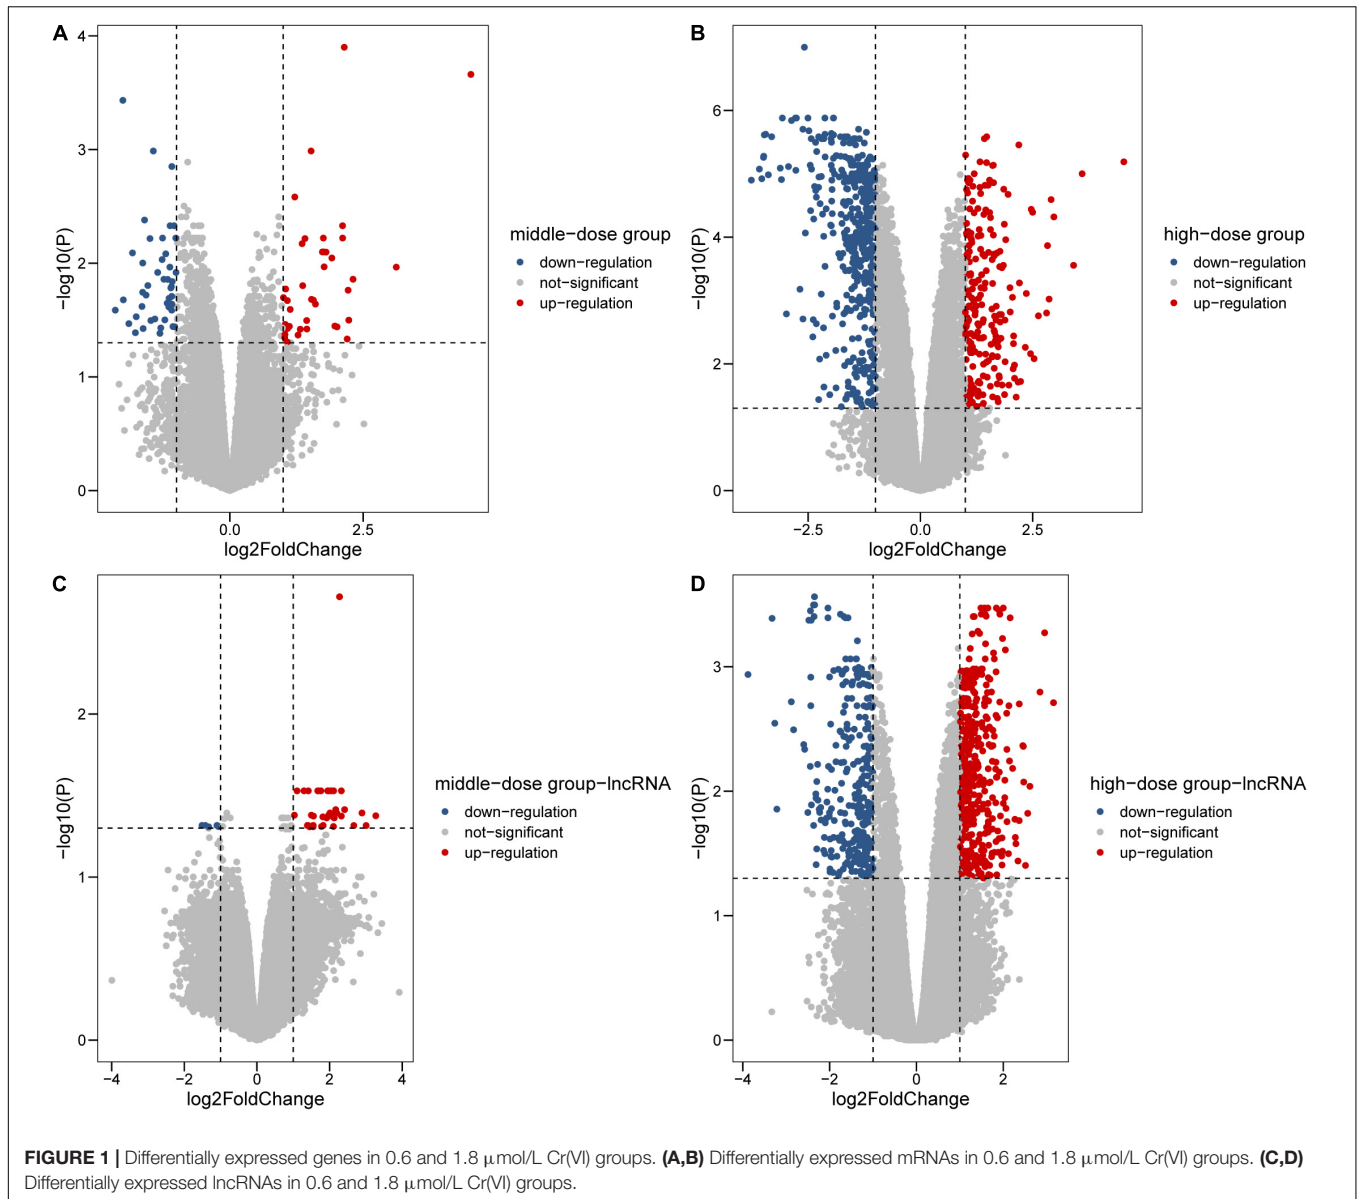 A
4
3
2
1
0
−log10(P)
0.0
2.5
log2FoldChange
middle−dose group
down−regulation
not−significant
up−regulation
B
6
4
2
0
−log10(P)
−2.5
0.0
2.5
log2FoldChange
high−dose group
down−regulation
not−significant
up−regulation
C
2
1
0
−log10(P)
−4
−2
0
2
4
log2FoldChange
middle−dose group−lncRNA
down−regulation
not−significant
up−regulation
D
3
2
1
0
−log10(P)
−4
−2
0
2
log2FoldChange
high−dose group−lncRNA
down−regulation
not−significant
up−regulation
FIGURE 1 | Differentially expressed genes in 0.6 and 1.8 μmol/L Cr(VI) groups. (A,B) Differentially expressed mRNAs in 0.6 and 1.8 μmol/L Cr(VI) groups. (C,D)
Differentially expressed lncRNAs in 0.6 and 1.8 μmol/L Cr(VI) groups.